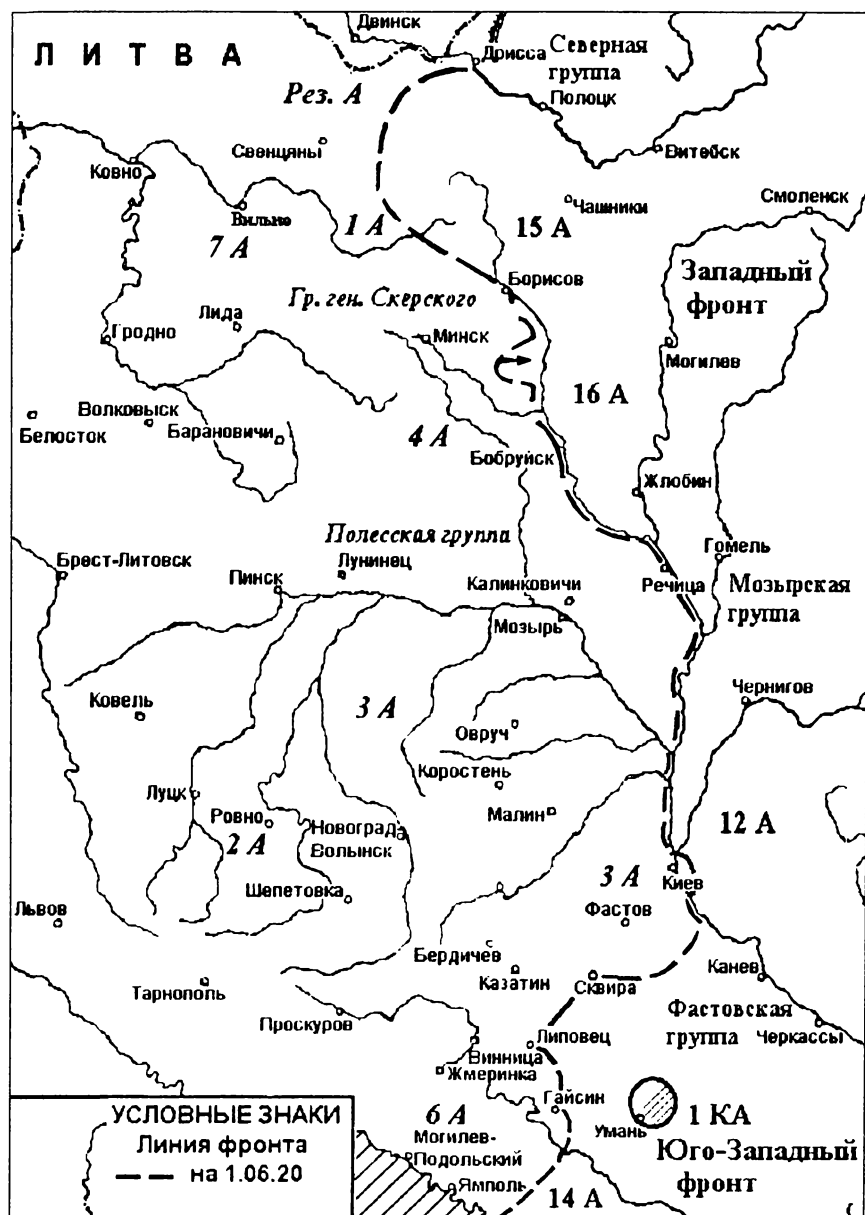 Двинск
ЛИТВА
Дрисса
Северная
группа
Рез. А
Полоцк
Свенцяны
Витебск
Ковно
Чашники
Смоленск
Вильно
1 А
15 А
7 А
Западный
фронт
Борисов
Гр. ген. Скерского
Лида
Гродно
Минск
Могилев
Волковыск
16 А
Белосток
Барановичи
4 А
Бобруйск
Жлобин
Полесская группа
Гомель
Брест-Литовск
Лунинец
Пинск
Калинковичи
Речица
Мозырская
группа
Мозырь
Чернигов
Ковель
3 А
Овруч
Коростень
Луцк
Малин
Ровно
Новоград-
Волынск
12 А
2 А
3 А
Киев
Шепетовка
Фастов
Львов
Бердичев
Канев
Казатин
Сквира
Тарнополь
Фастовская
группа
Проскуров
Черкассы
Липовец
Винница
Жмеринка
Гайсин
УСЛОВНЫЕ ЗНАКИ
Линия фронта
на 1.06.20
6 А
1 КА
Умань
Могилев-
Подольский
Юго-Западный
фронт
Ямполь
14 А